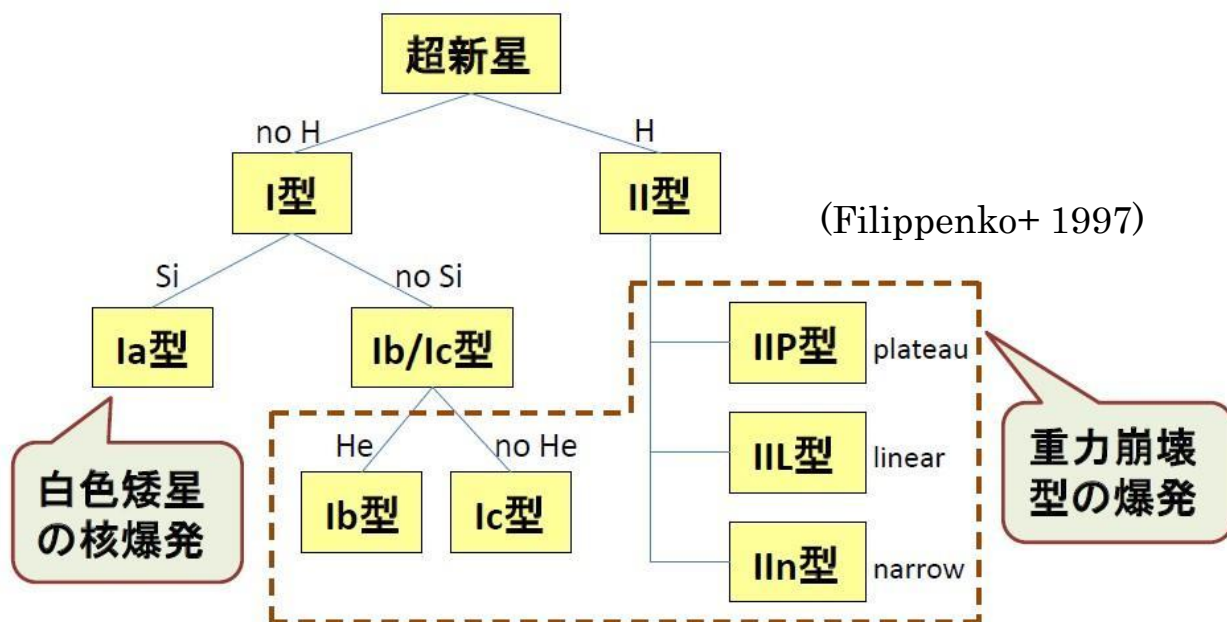 超新星
no H
H
I型
II型
(Filippenko+ 1997)
Si
no Si
Ia型
Ib/Ic型
IIP型 plateau
He
no He
IIL型 linear
白色矮星
の核爆発
重力崩壊
型の爆発
Ib型
Ic型
IIn型 narrow